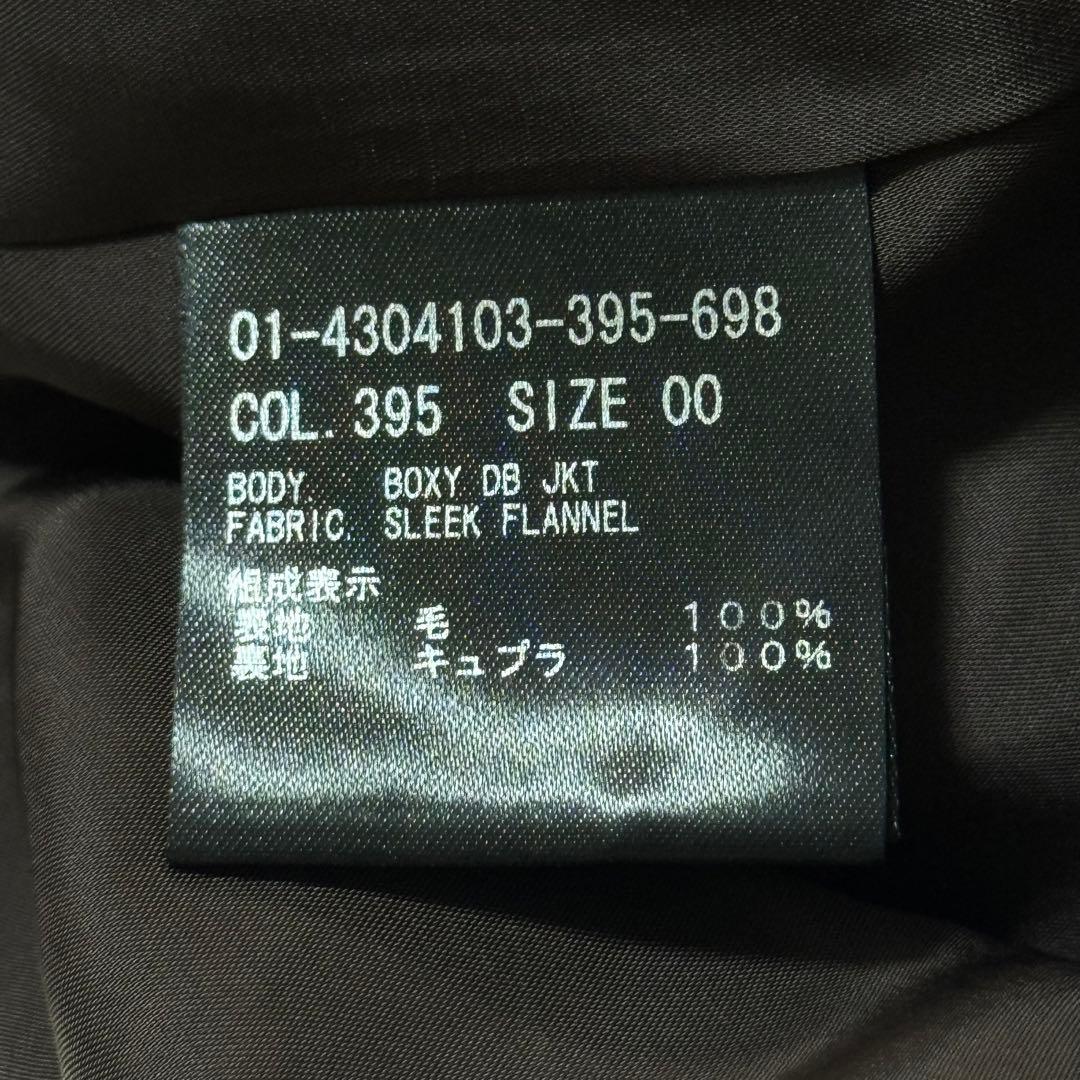 01-4304103-395-698
COL. 395 SIZE 00
BODY. BOXY DB JKT
FABRIC. SLEEK FLANNEL
組成表示
表地 毛 100%
裏地 キュプラ 100%